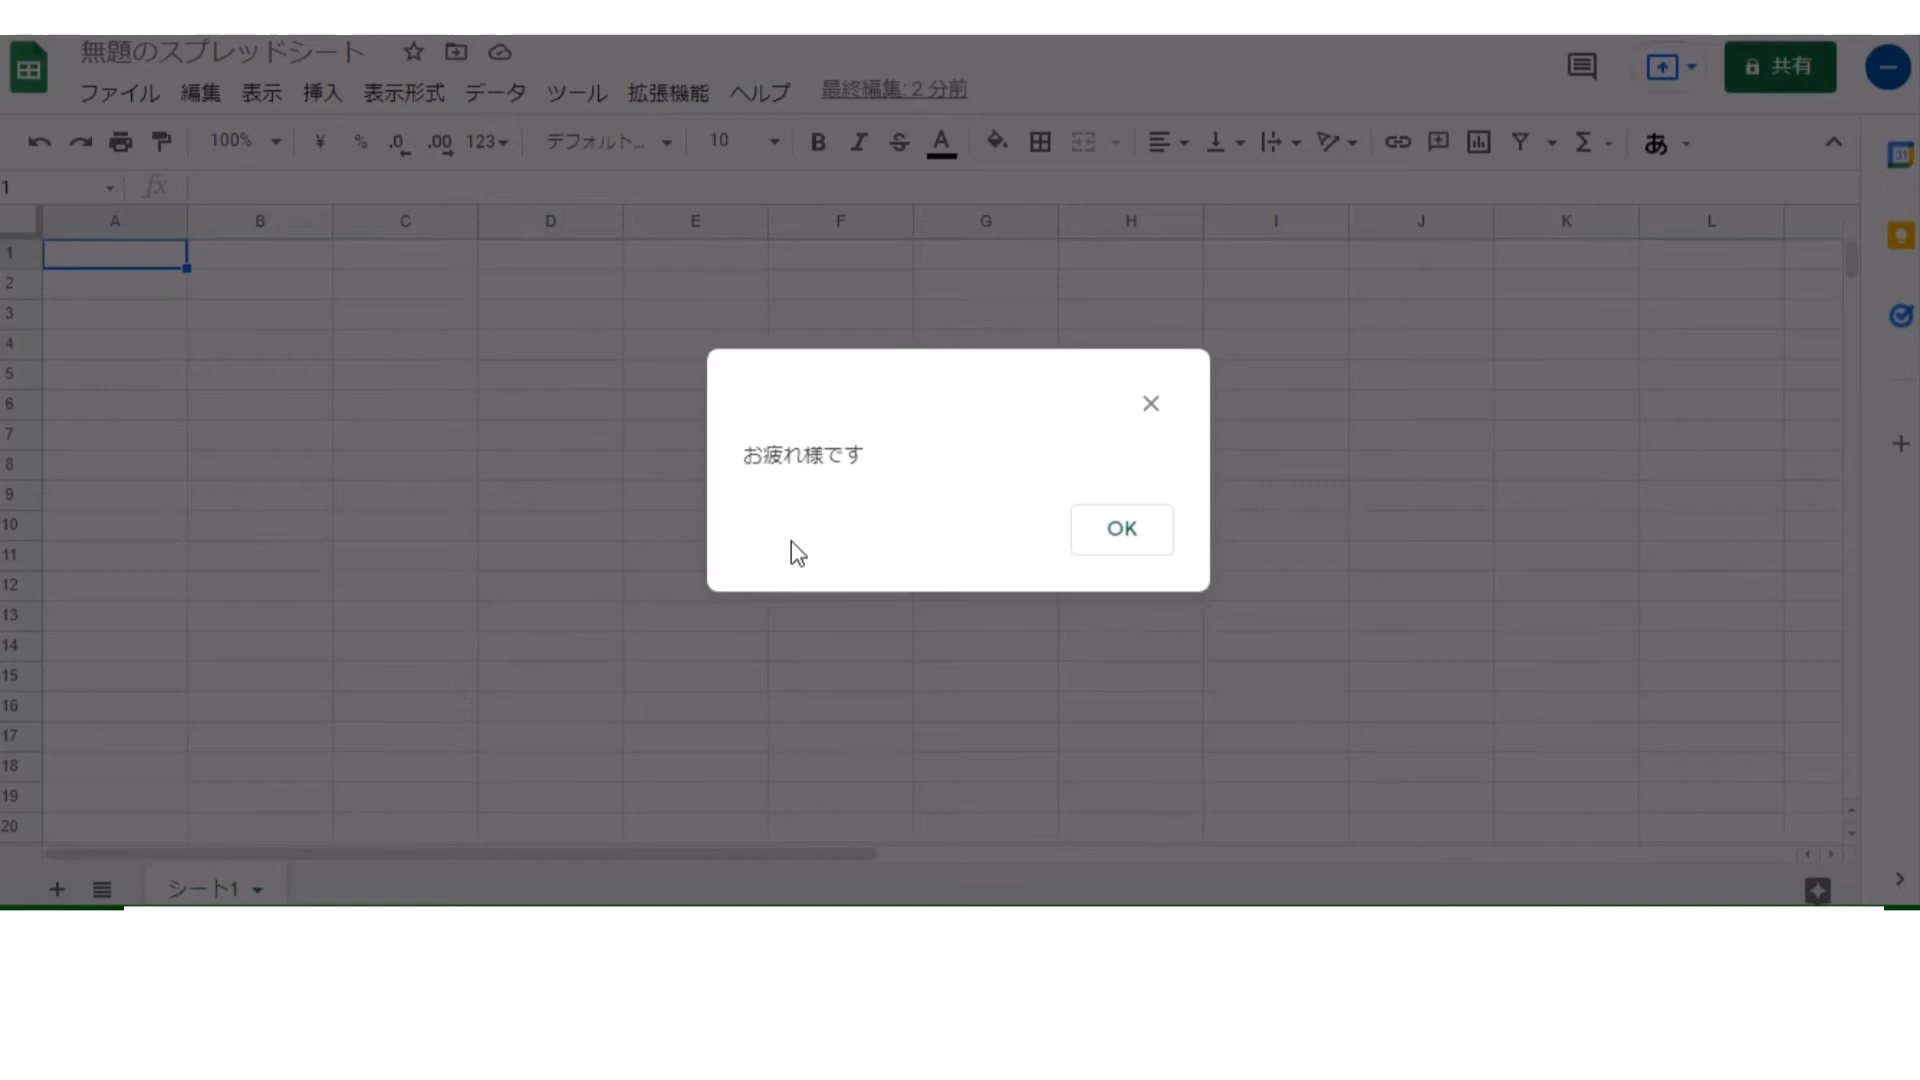 無題のスプレッドシート
ファイル 編集 表示 挿入 表示形式 データ ツール 拡張機能 ヘルプ 最終編集: 2 分前
共有
100% ¥ % .0 .00 123 デフォルト... 10 B I S A Σ あ
31
1 fx
A B C D E F G H I J K L
1
2
3
4
5
6
7
8
9
10
11
12
13
14
15
16
17
18
19
20
お疲れ様です
OK
シート1